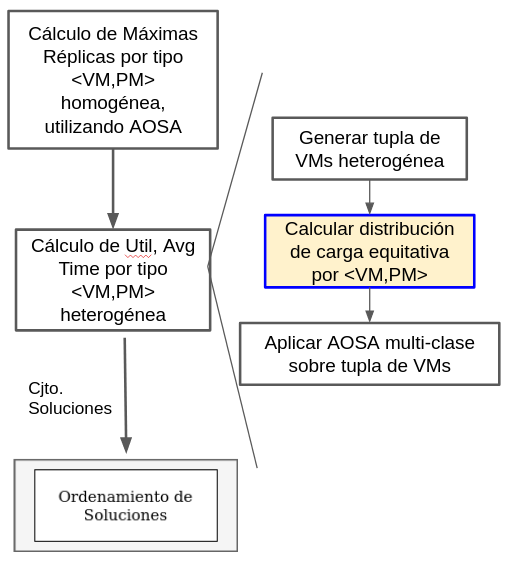 Cálculo de Máximas
Réplicas por tipo
<VM,PM>
homogénea,
utilizando AOSA
Cálculo de Util, Avg
Time por tipo
<VM,PM>
heterogénea
Cjto.
Soluciones
Ordenamiento de
Soluciones
Generar tupla de
VMs heterogénea
Calcular distribución
de carga equitativa
por <VM,PM>
Aplicar AOSA multi-clase
sobre tupla de VMs